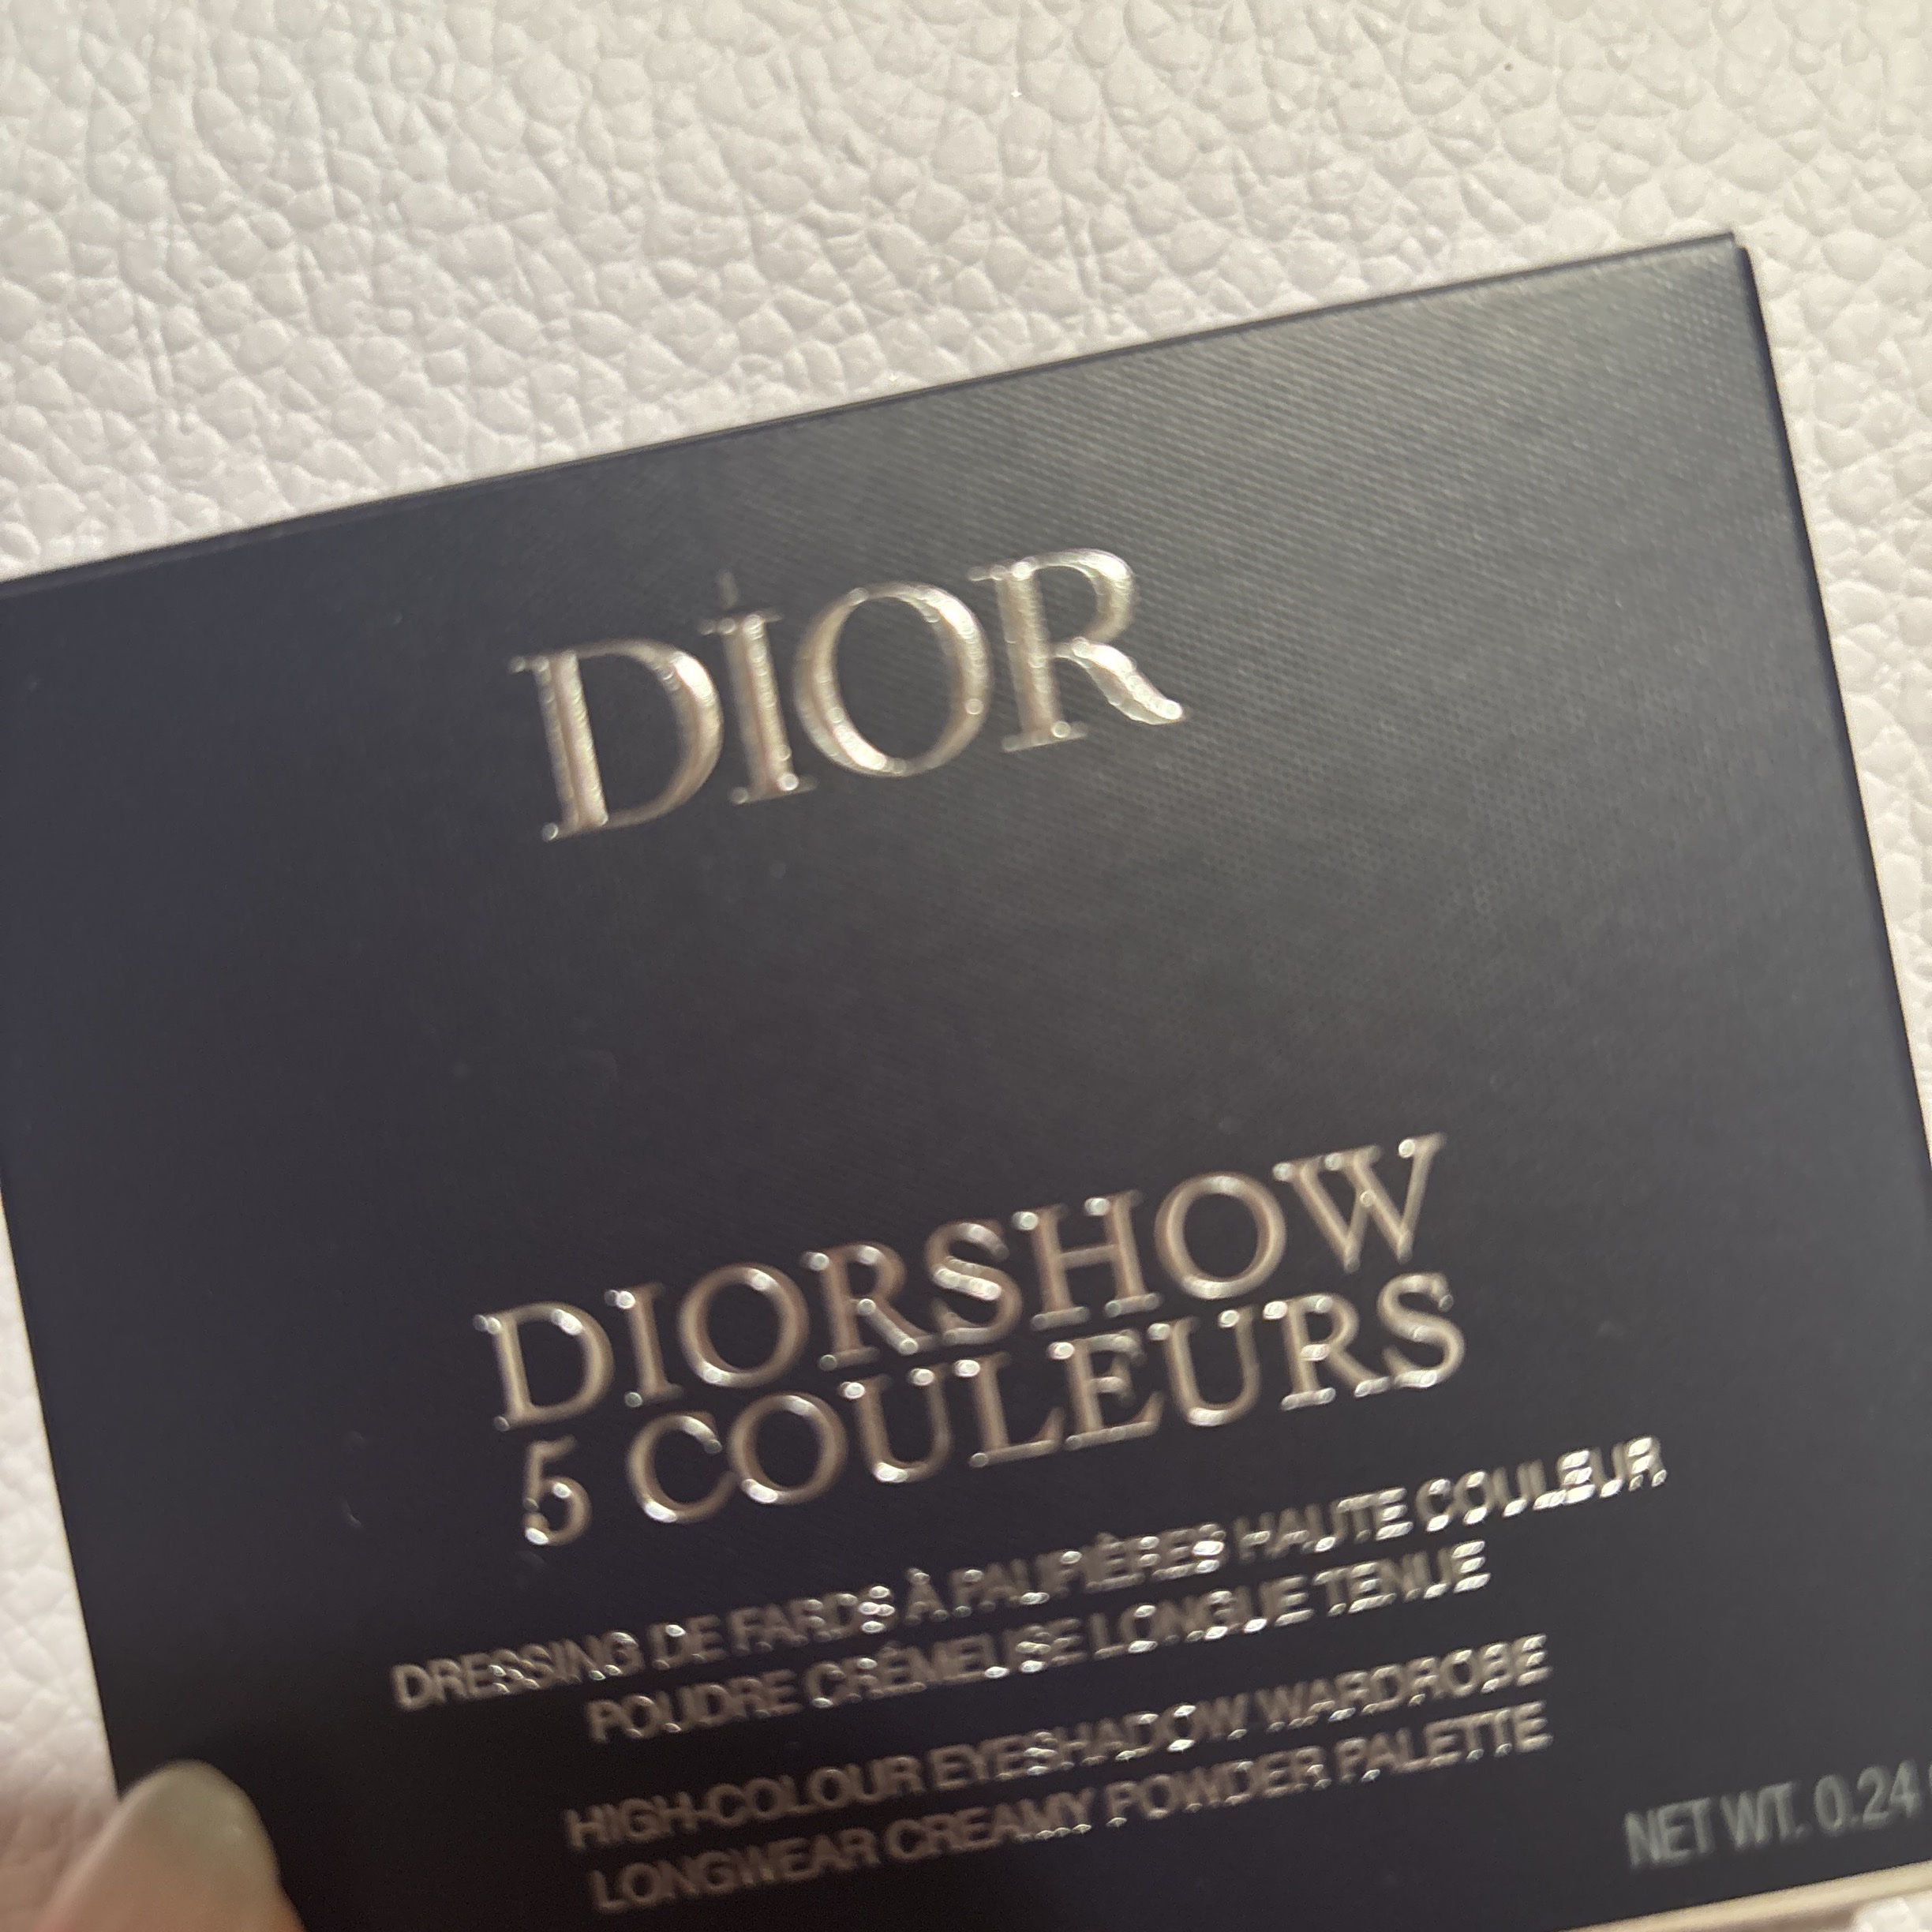 DIOR
DIORSHOW
5 COULEURS
DRESSING DE FARDS À PAUPIÈRES HAUTE COULEUR
POUDRE CRÉMEUSE LONGUE TENUE
HIGH-COLOUR EYESHADOW WARDROBE
LONGWEAR CREAMY POWDER PALETTE
NET WT. 0.24